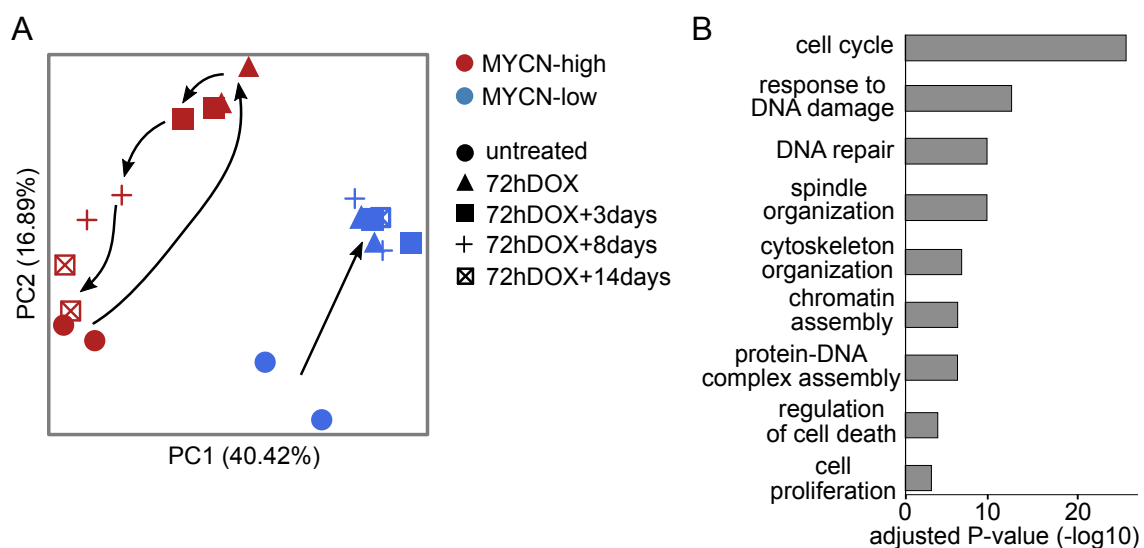 A
PC2 (16.89%)
PC1 (40.42%)
MYCN-high
MYCN-low
untreated
72hDOX
72hDOX+3days
72hDOX+8days
72hDOX+14days
B
cell cycle
response to
DNA damage
DNA repair
spindle
organization
cytoskeleton
organization
chromatin
assembly
protein-DNA
complex assembly
regulation
of cell death
cell
proliferation
0 10 20
adjusted P-value (-log10)